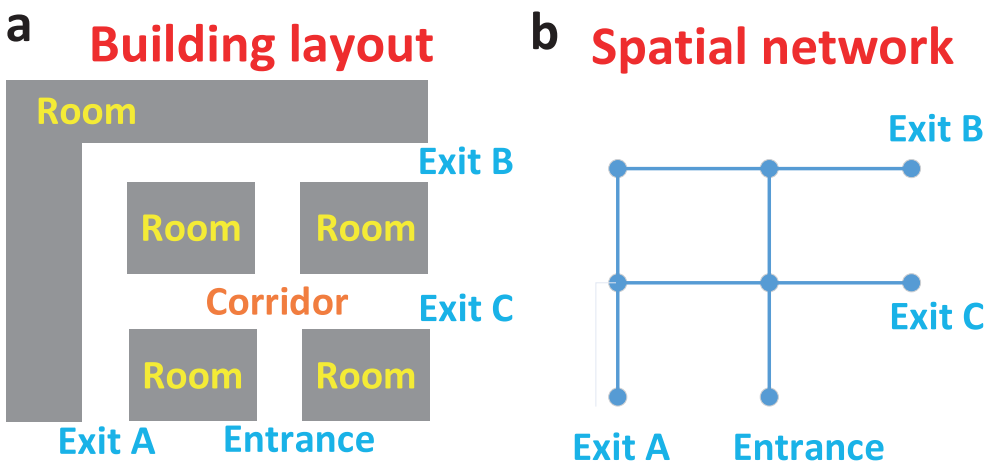 a
Building layout
Room
Exit B
Room
Room
Corridor
Exit C
Room
Room
Exit A
Entrance
b
Spatial network
Exit B
Exit C
Exit A
Entrance